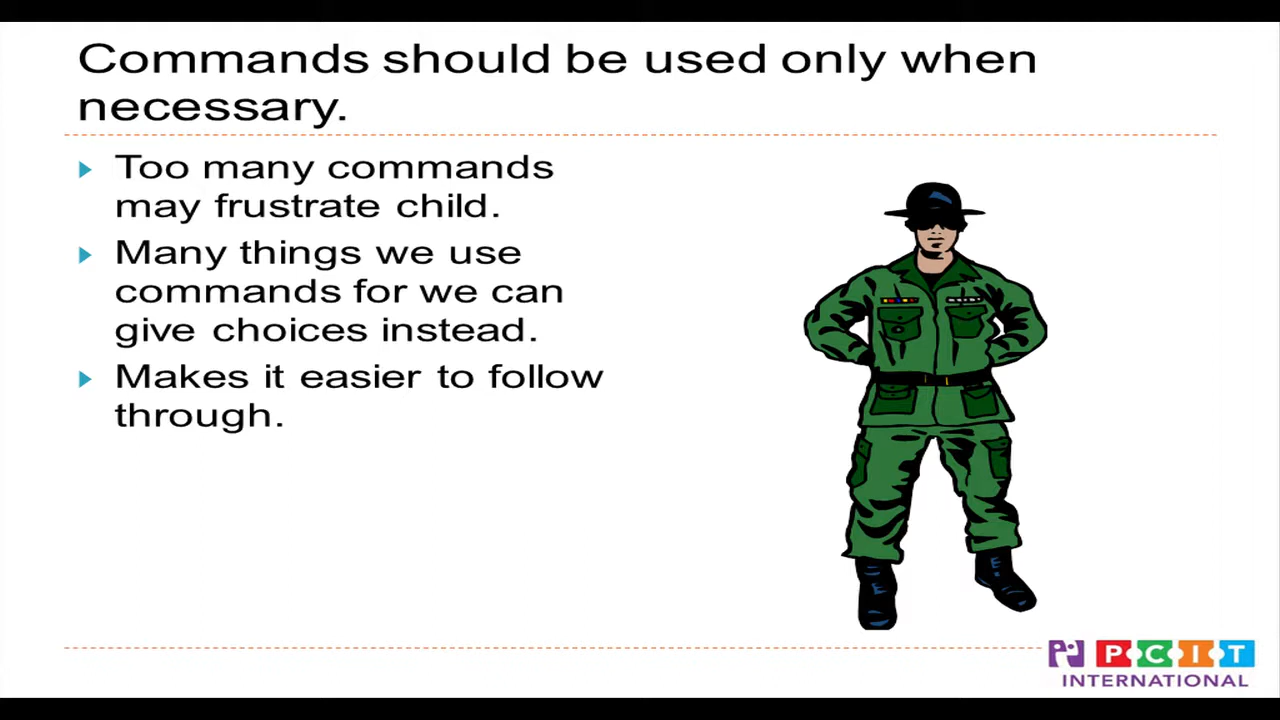 Commands should be used only when
necessary.
Too many commands
may frustrate child.
Many things we use
commands for we can
give choices instead.
Makes it easier to follow
through.
PCIT
INTERNATIONAL